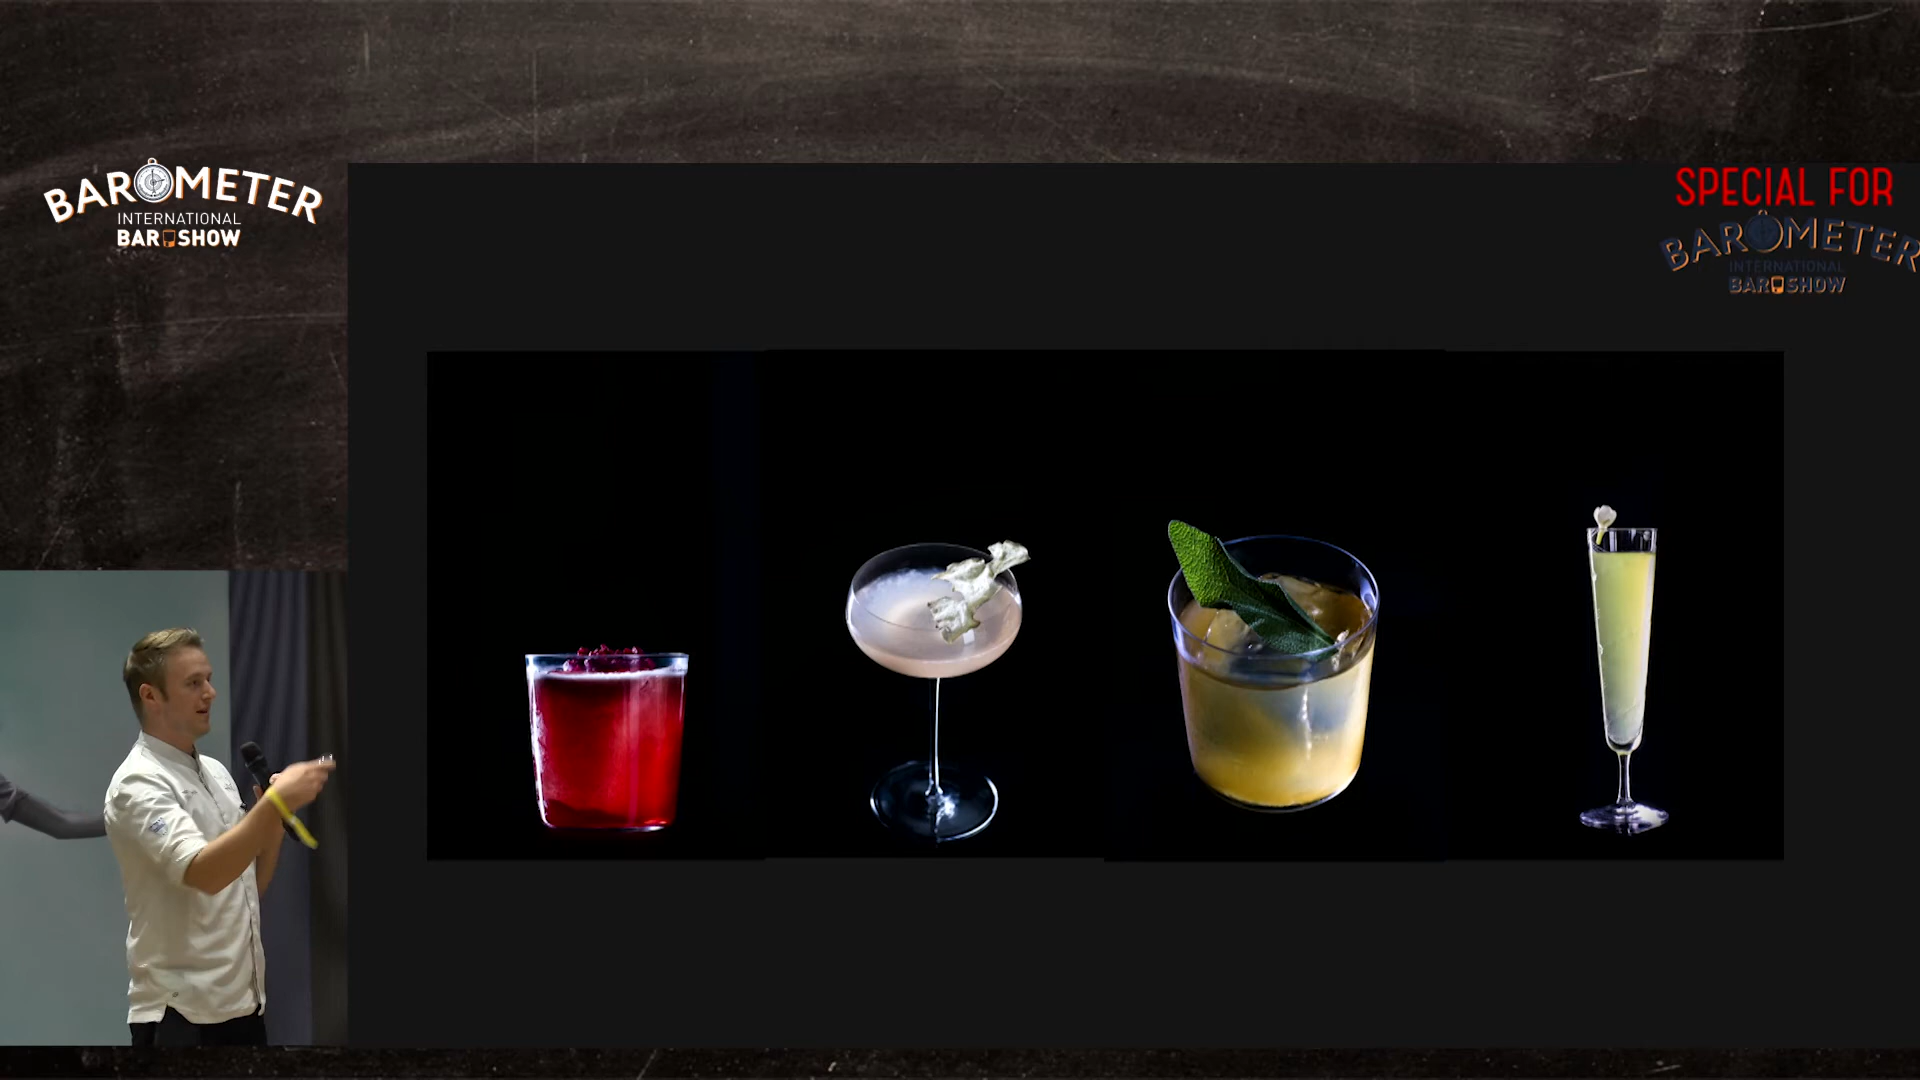 BAROMETER
INTERNATIONAL
BAR SHOW
SPECIAL FOR
BAROMETER
INTERNATIONAL
BAR SHOW